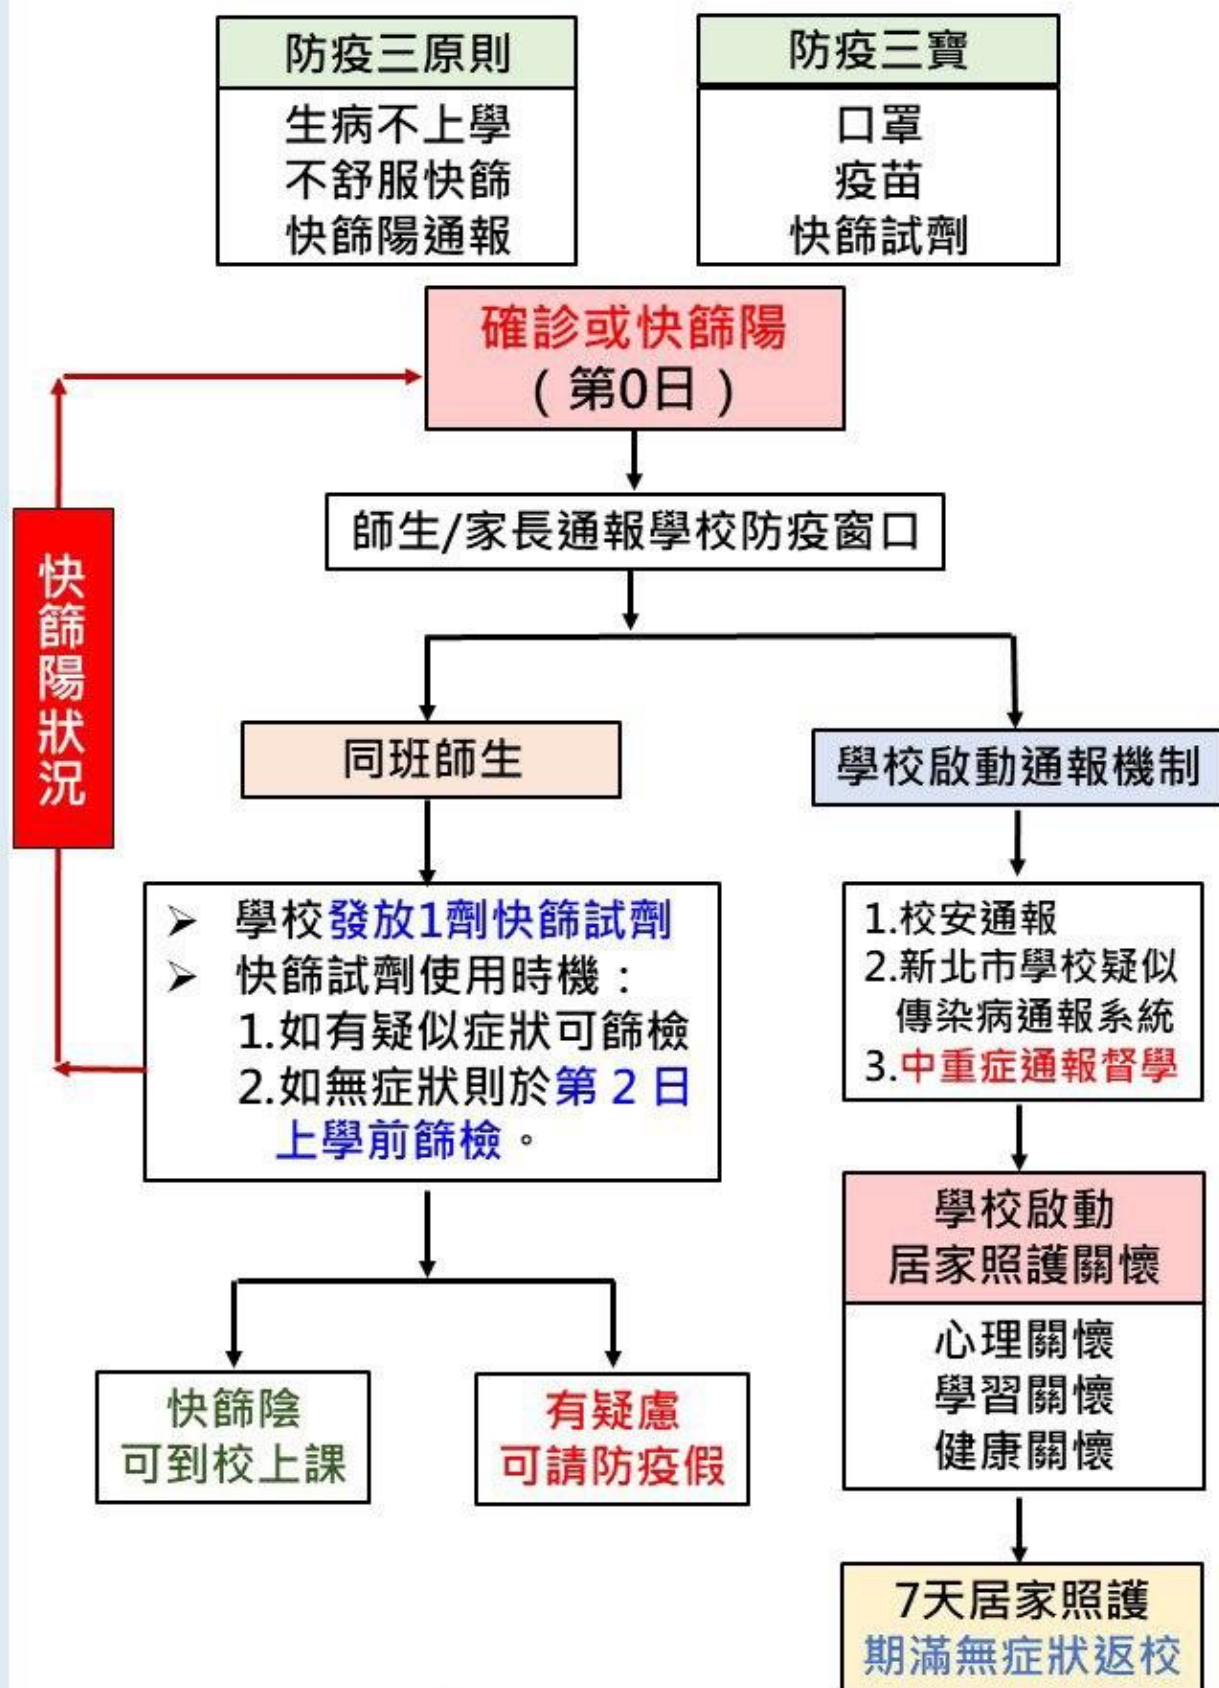 防疫三原則
生病不上學
不舒服快篩
快篩陽通報
防疫三寶
口罩
疫苗
快篩試劑
確診或快篩陽
(第0日)
師生/家長通報學校防疫窗口
快篩陽狀況
同班師生
➢ 學校發放1劑快篩試劑
➢ 快篩試劑使用時機：
1.如有疑似症狀可篩檢
2.如無症狀則於第2日
上學前篩檢。
快篩陰
可到校上課
有疑慮
可請防疫假
學校啟動通報機制
1.校安通報
2.新北市學校疑似
傳染病通報系統
3.中重症通報督學
學校啟動
居家照護關懷
心理關懷
學習關懷
健康關懷
7天居家照護
期滿無症狀返校